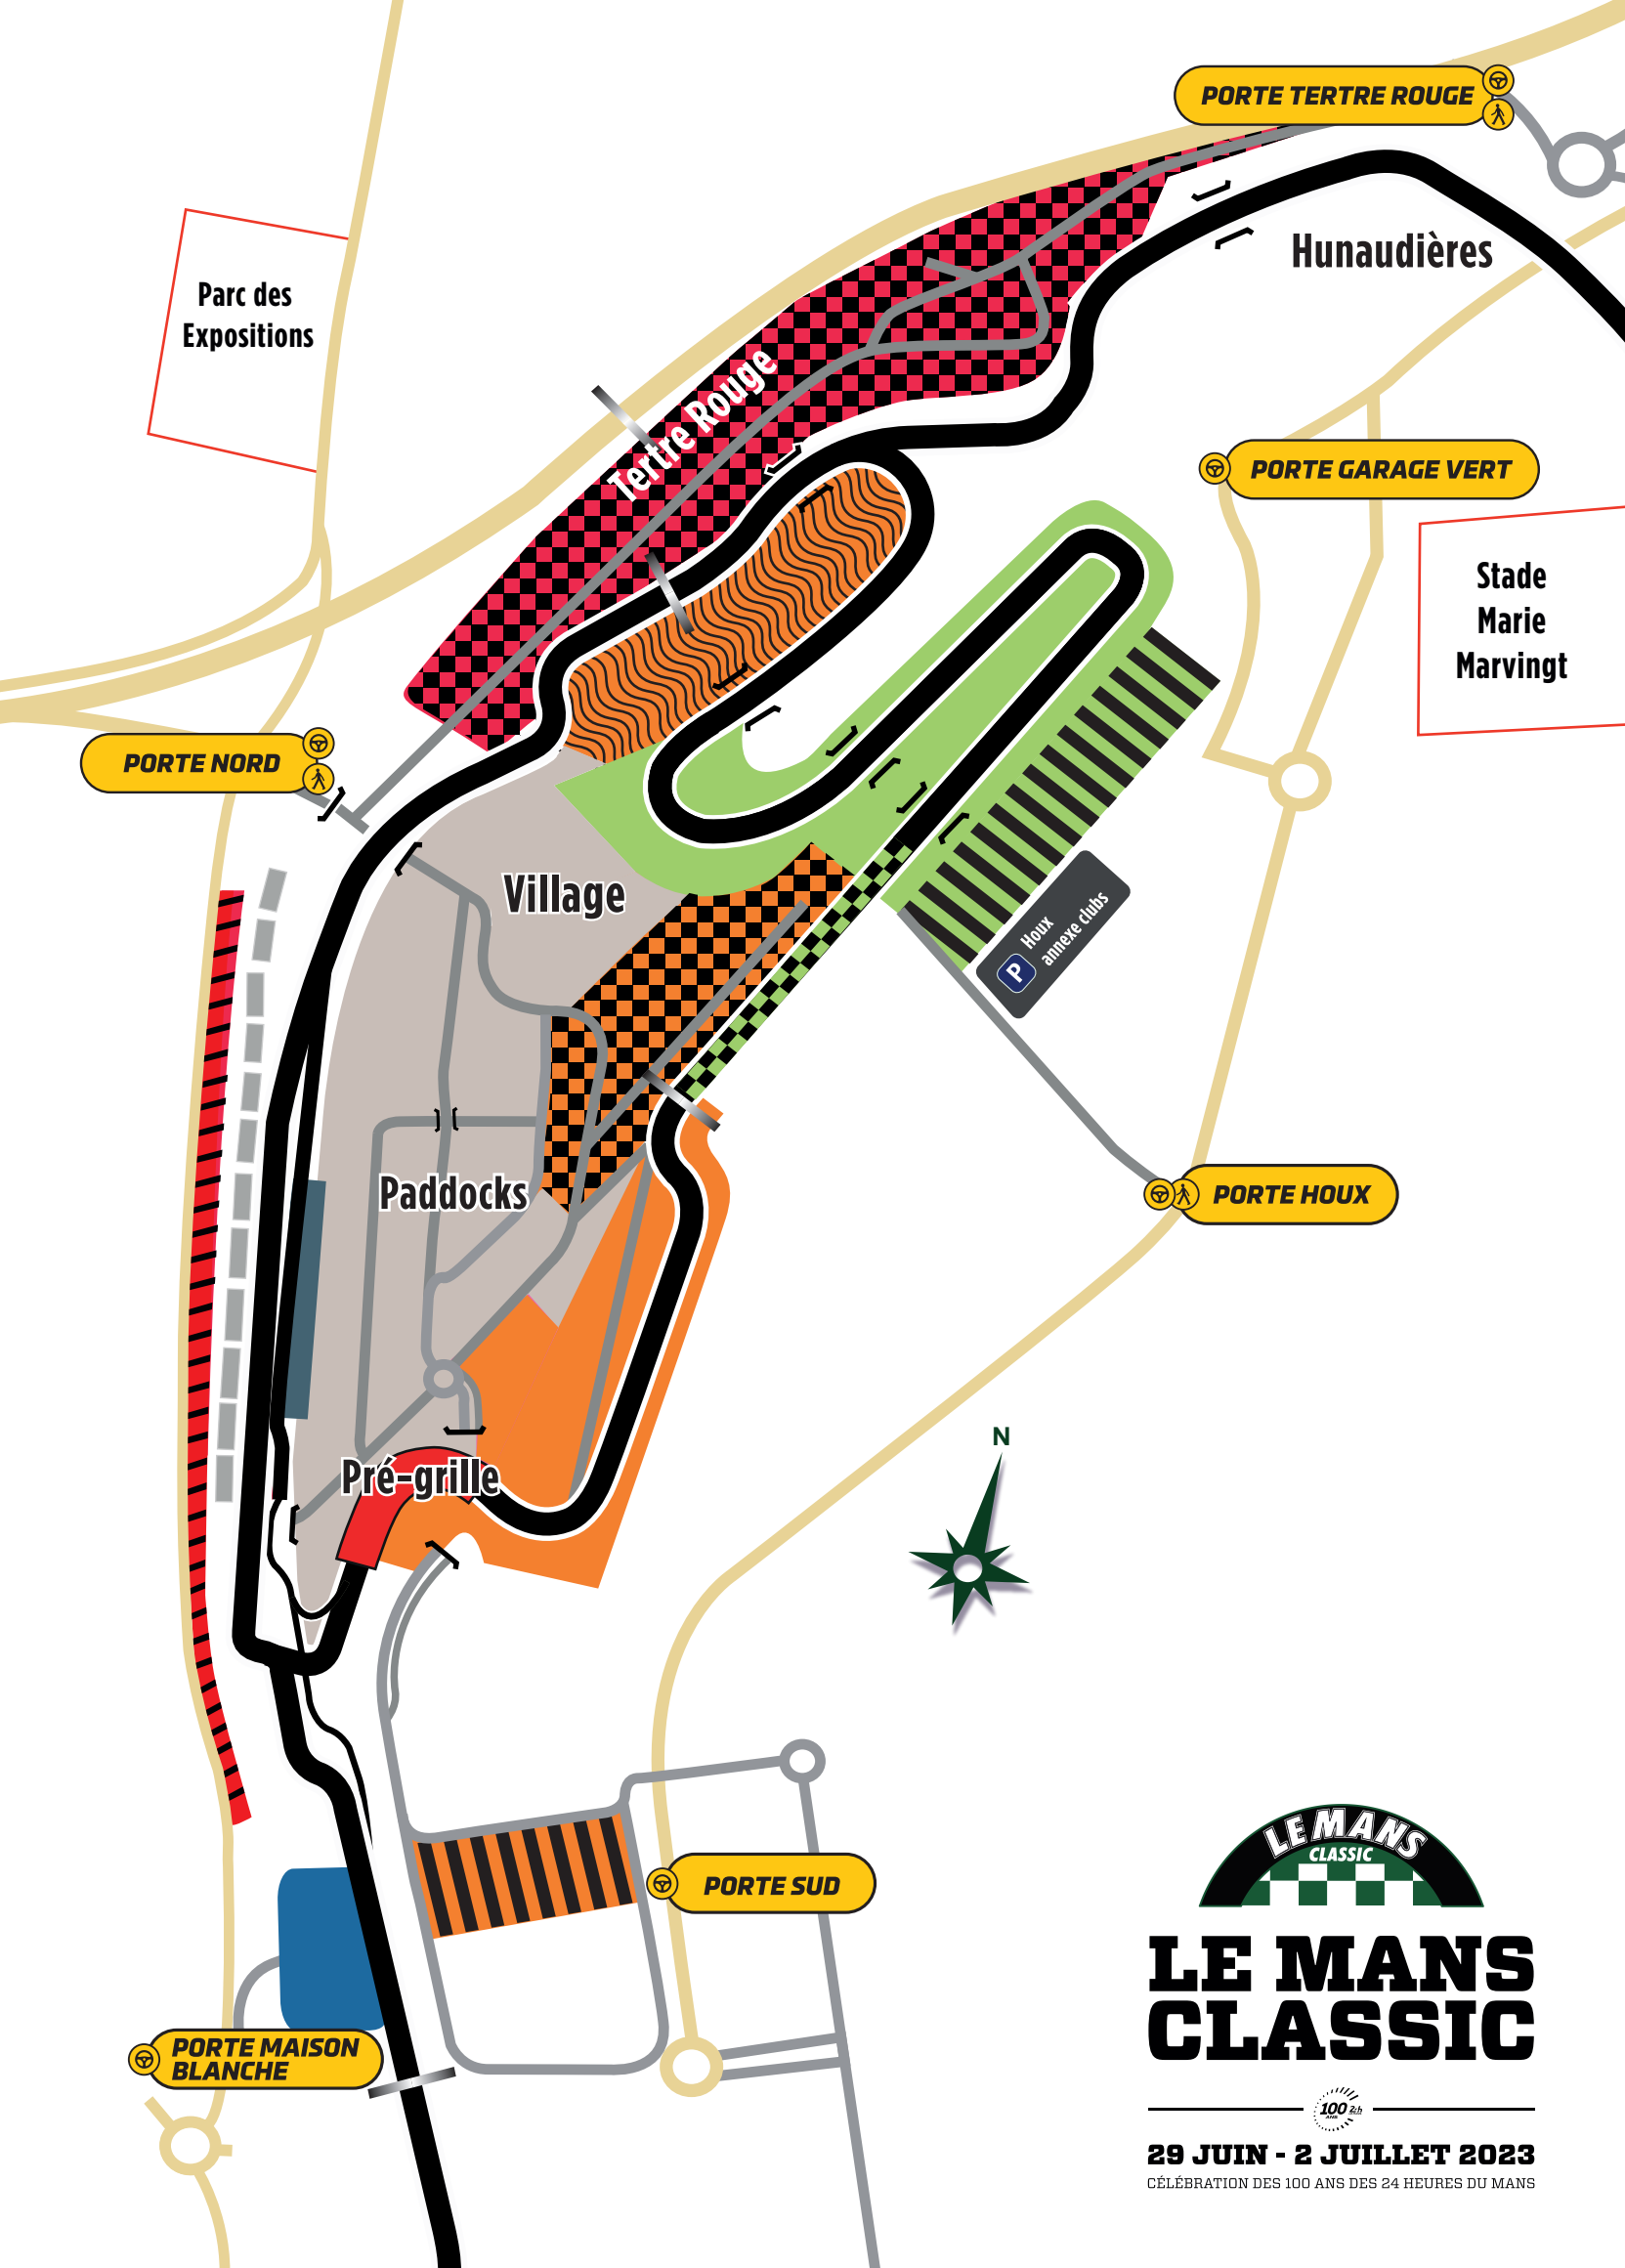 PORTE TERTRE ROUGE
Hunaudières
Parc des
Expositions
Tertre Rouge
PORTE GARAGE VERT
Stade
Marie
Marvingt
PORTE NORD
Village
P
Houx
annexe clubs
Paddocks
PORTE HOUX
N
Pré-grille
PORTE SUD
PORTE MAISON
BLANCHE
LE MANS
CLASSIC
LE MANS
CLASSIC
100
29 JUIN - 2 JUILLET 2023
CÉLÉBRATION DES 100 ANS DES 24 HEURES DU MANS